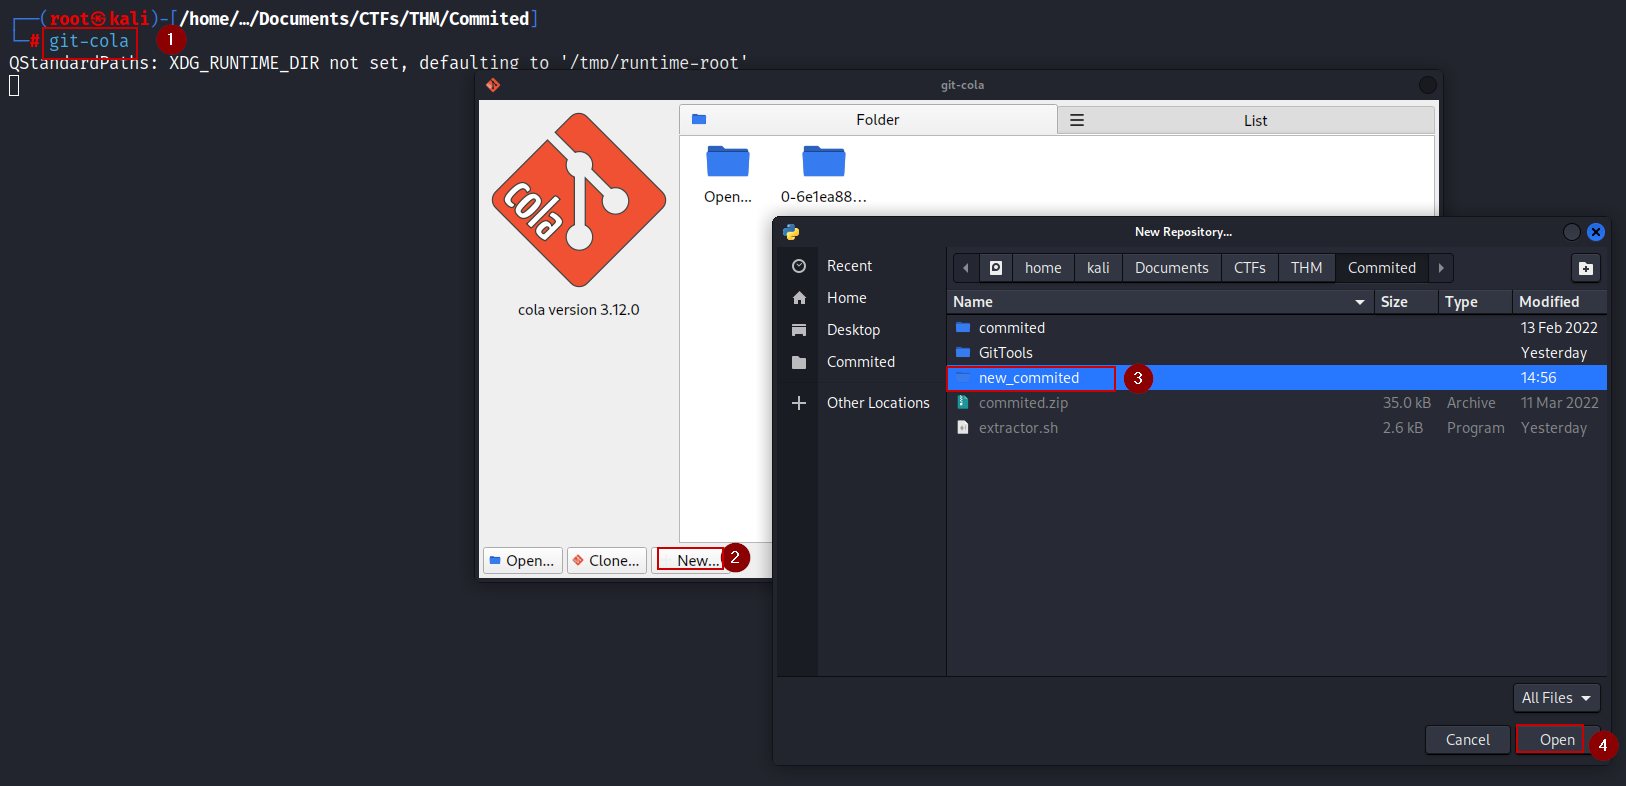 ┌──(root㉿kali)-[/home/…/Documents/CTFs/THM/Commited]
└─# git-cola
1
QStandardPaths: XDG_RUNTIME_DIR not set, defaulting to '/tmp/runtime-root'
git-cola
Folder
List
cola
Open...
0-6e1ea88...
cola version 3.12.0
Open...
Clone...
New...
2
New Repository...
Recent
Home
Desktop
Commited
Other Locations
home
kali
Documents
CTFs
THM
Commited
Name Size Type Modified
commited 13 Feb 2022
GitTools Yesterday
new_commited 14:56
3
commited.zip 35.0 kB Archive 11 Mar 2022
extractor.sh 2.6 kB Program Yesterday
All Files
Cancel
Open
4